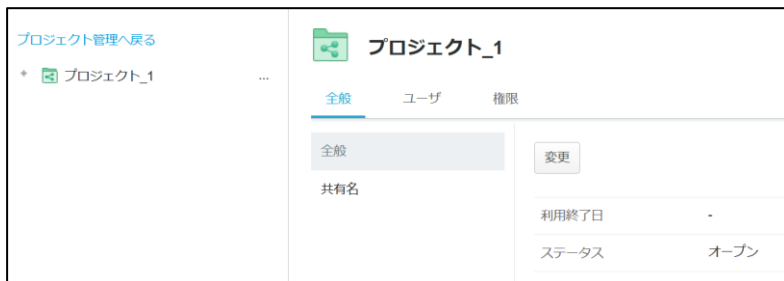 プロジェクト管理へ戻る
プロジェクト_1 ...
プロジェクト_1
全般 ユーザ 権限
全般
共有名
変更
利用終了日 -
ステータス オープン